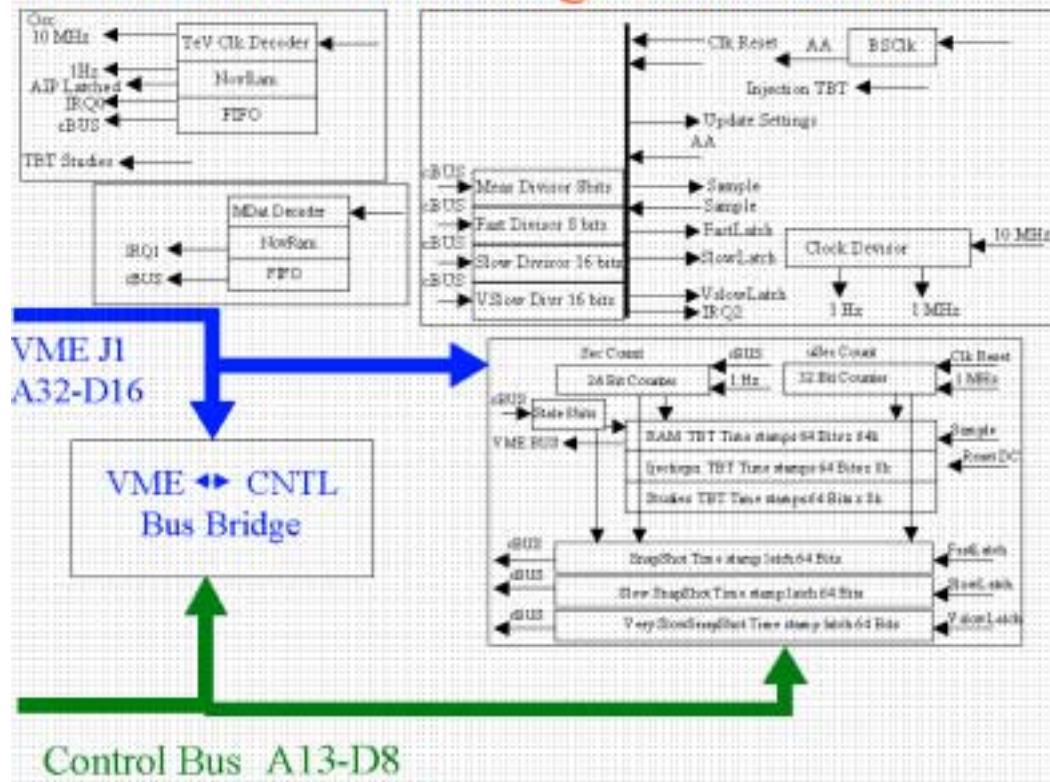 Osc
10 MHz
TeV Clk Decoder
1Hz
NovRam
AIP Latched
IRQ0
FIFO
cBUS
TBT Studies
MDat Decoder
NovRam
IRQ1
FIFO
cBUS
Clk Reset
AA
BSClk
Injection TBT
Update Settings
AA
cBUS
Meas Divisor 8bits
Sample
cBUS
Sample
Fast Divisor 8 bits
FastLatch
cBUS
Slow Divisor 16 bits
SlowLatch
cBUS
VSlow Divsr 16 bits
VslowLatch
IRQ2
10 MHz
Clock Devisor
1 Hz
1 MHz
VME J1
A32-D16
VME CNTL
Bus Bridge
Sec Count
cBUS
uSec Count
Clk Reset
Bit Counter
1 Hz
32 Bit Counter
1 MHz
cBUS
State
VME BUS
RAM TBT Time stamps 64 Bits x 64k
Sample
TBT Time stamps 64 Bits x 8k
Reset DC
Studies TBT Time stamps 64 Bits x 8k
cBUS
SnapShot Time stamp latch 64 Bits
FastLatch
cBUS
Slow SnapShot Time stamp latch 64 Bits
SlowLatch
cBUS
Very SlowSnapShot Time stamp latch 64 Bits
VslowLatch
Control Bus A13-D8